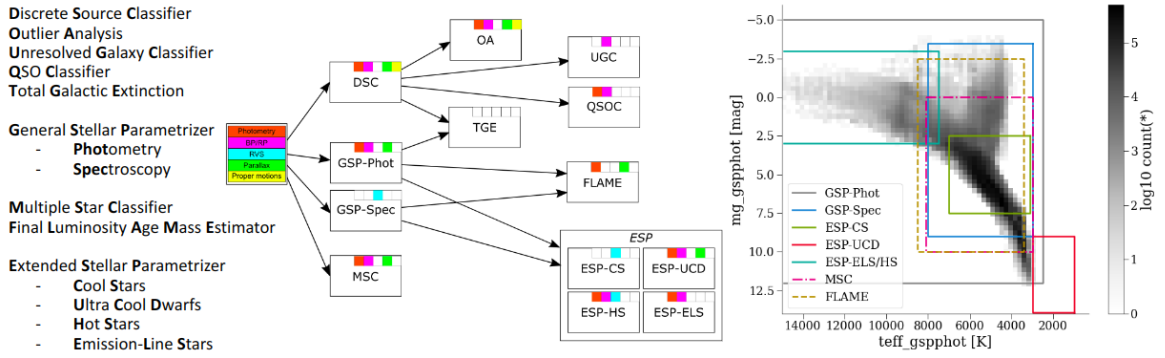 Discrete Source Classifier
Outlier Analysis
Unresolved Galaxy Classifier
QSO Classifier
Total Galactic Extinction
General Stellar Parametrizer
- Photometry
- Spectroscopy
Multiple Star Classifier
Final Luminosity Age Mass Estimator
Extended Stellar Parametrizer
- Cool Stars
- Ultra Cool Dwarfs
- Hot Stars
- Emission-Line Stars
Photometry
BP/RP
RVS
Parallax
Proper motions
DSC
GSP-Phot
GSP-Spec
MSC
OA
TGE
UGC
QSOC
FLAME
ESP
ESP-CS
ESP-UCD
ESP-HS
ESP-ELS
mg_gspphot [mag]
−5.0
−2.5
0.0
2.5
5.0
7.5
10.0
12.5
GSP-Phot
GSP-Spec
ESP-CS
ESP-UCD
ESP-ELS/HS
MSC
FLAME
14000 12000 10000 8000 6000 4000 2000
teff_gspphot [K]
5
4
3
2
1
0
log10 count(*)